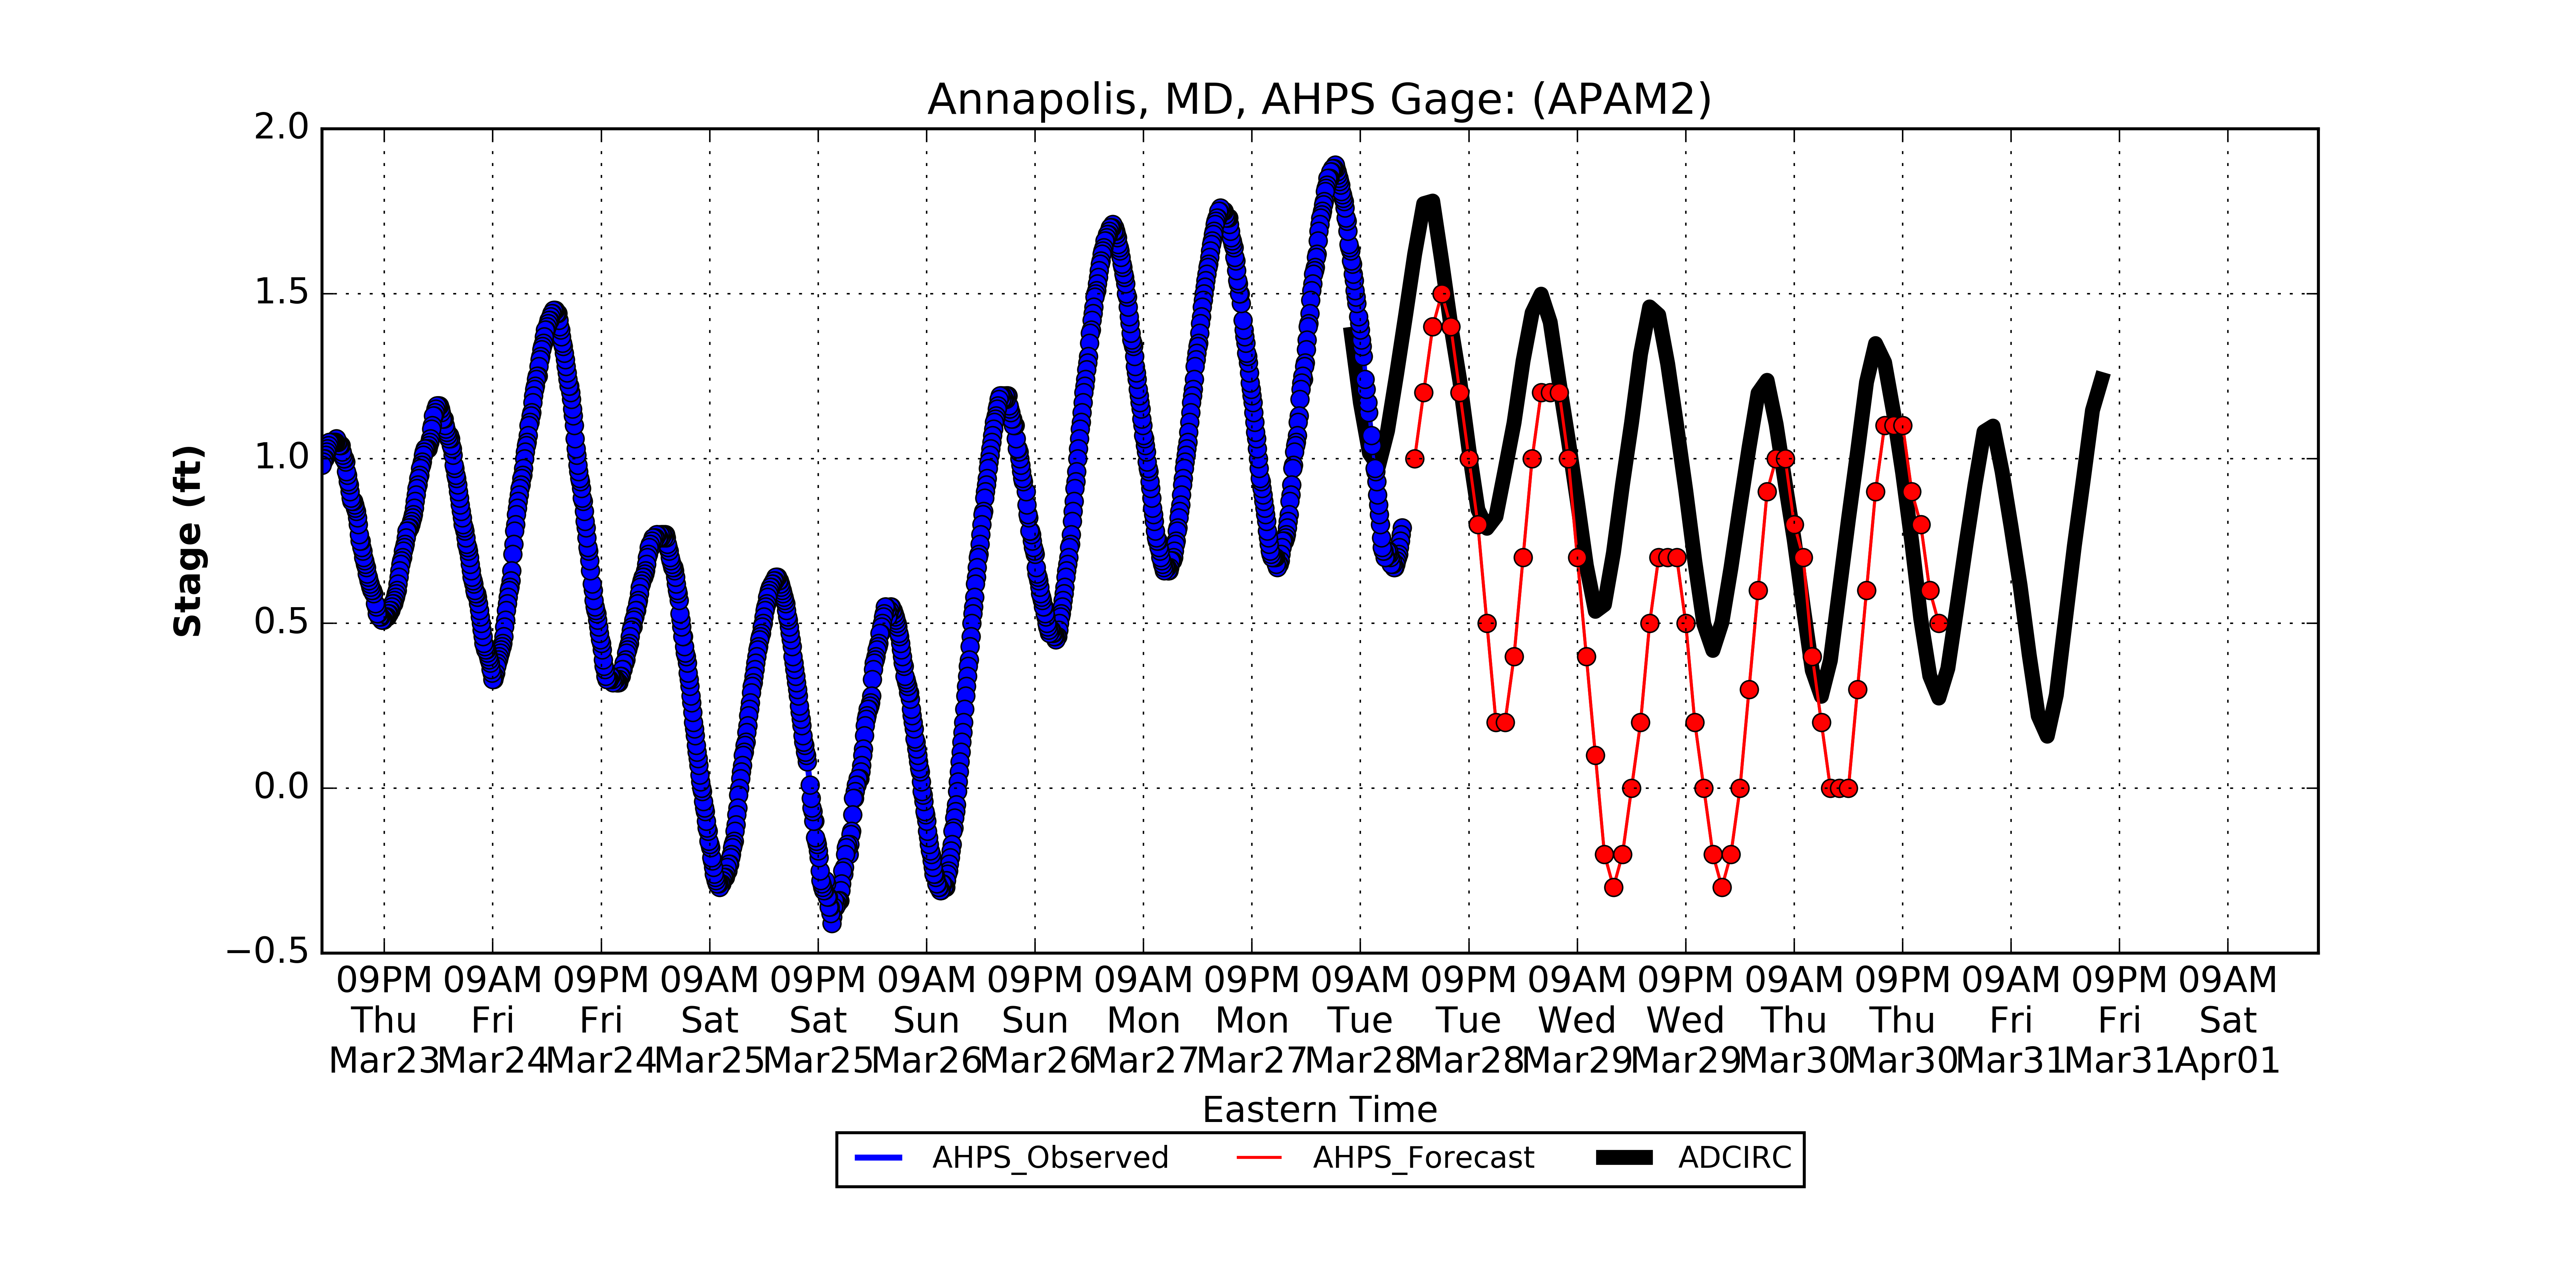 Annapolis, MD, AHPS Gage: (APAM2)
2.0
1.5
1.0
0.5
0.0
−0.5
Stage (ft)
09PM 09AM 09PM 09AM 09PM 09AM 09PM 09AM 09PM 09AM 09PM 09AM 09PM 09AM 09PM 09AM 09PM 09AM
Thu Fri Fri Sat Sat Sun Sun Mon Mon Tue Tue Wed Wed Thu Thu Fri Fri Sat
Mar23 Mar24 Mar24 Mar25 Mar25 Mar26 Mar26 Mar27 Mar27 Mar28 Mar28 Mar29 Mar29 Mar30 Mar30 Mar31 Mar31 Apr01
Eastern Time
AHPS_Observed AHPS_Forecast ADCIRC